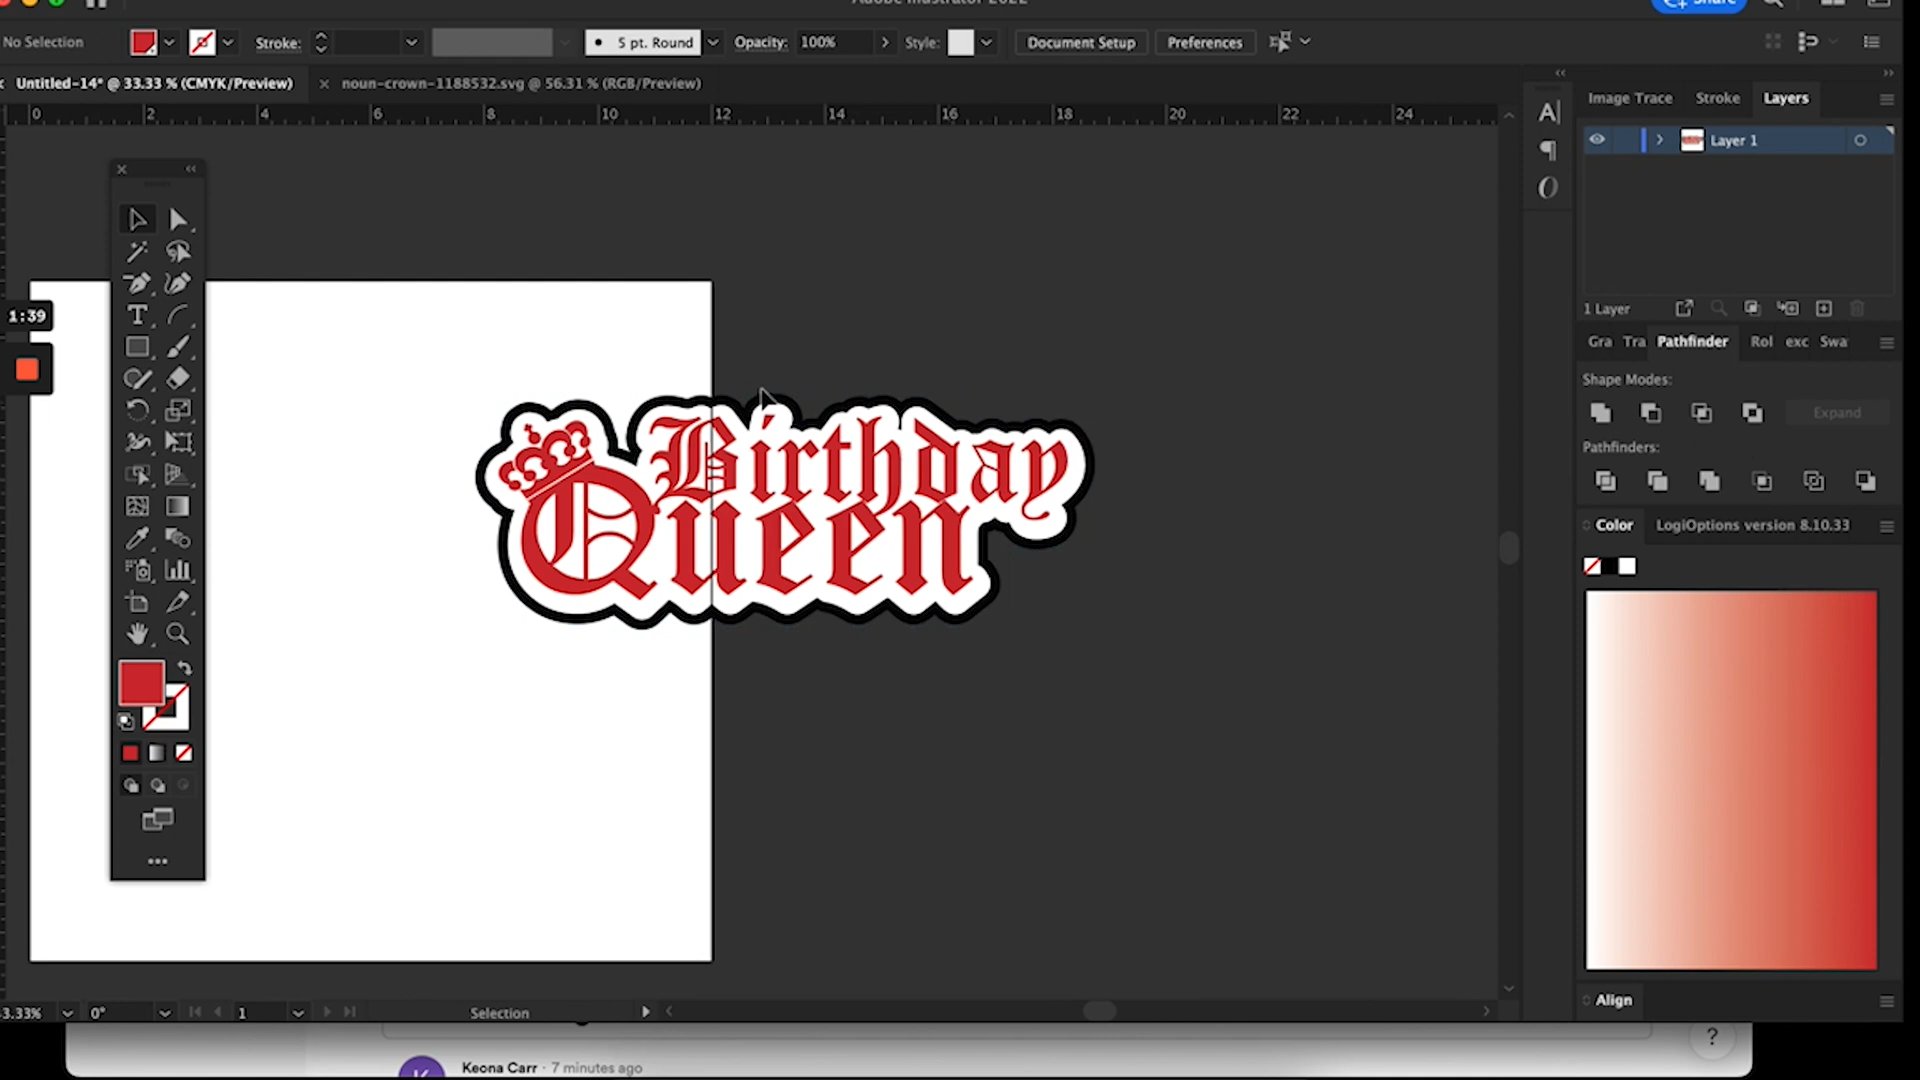 Adobe Illustrator 2022
Share
No Selection
Stroke:
5 pt. Round
Opacity:
100%
Style:
Document Setup
Preferences
Untitled-14* @ 33.33 % (CMYK/Preview)
noun-crown-1188532.svg @ 56.31 % (RGB/Preview)
0 2 4 6 8 10 12 14 16 18 20 22 24
Image Trace
Stroke
Layers
Layer 1
1:39
1 Layer
Gra
Tra
Pathfinder
Rol
exc
Swa
Shape Modes:
Expand
Pathfinders:
Birthday
Queen
Color
LogiOptions version 8.10.33
Align
3.33%
0°
1
Selection
?
Keona Carr · 7 minutes ago